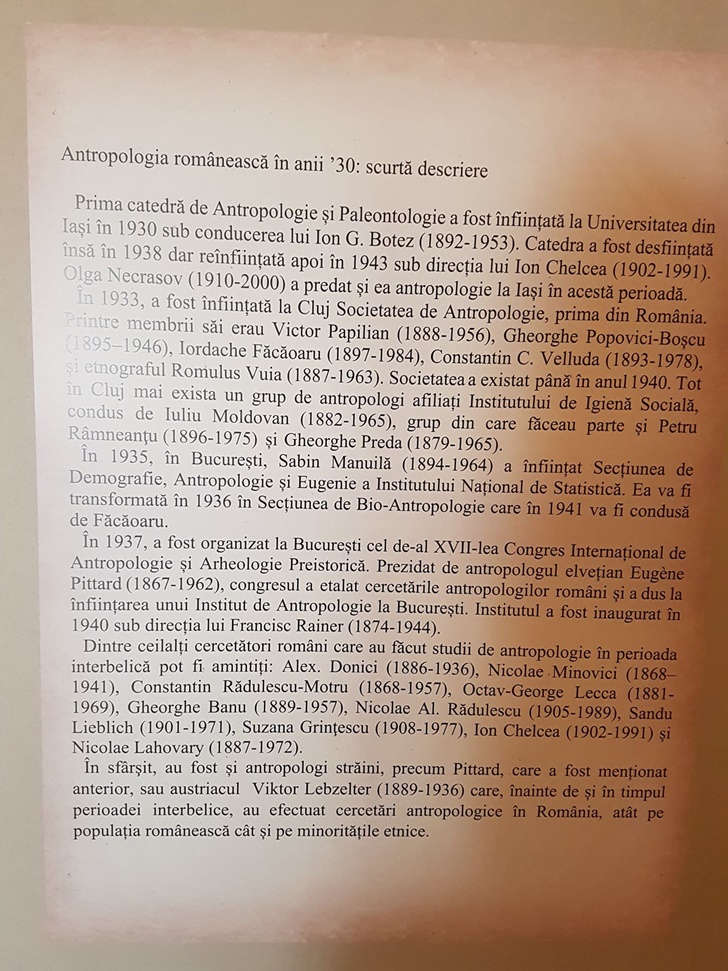 Antropologia românească în anii ’30: scurtă descriere
Prima catedră de Antropologie și Paleontologie a fost înființată la Universitatea din
Iași în 1930 sub conducerea lui Ion G. Botez (1892-1953). Catedra a fost desființată
însă în 1938 dar reînființată apoi în 1943 sub direcția lui Ion Chelcea (1902-1991).
Olga Necrasov (1910-2000) a predat și ea antropologie la Iași în acestă perioadă.
În 1933, a fost înființată la Cluj Societatea de Antropologie, prima din România.
Printre membrii săi erau Victor Papilian (1888-1956), Gheorghe Popovici-Boșcu
(1895–1946), Iordache Făcăoaru (1897-1984), Constantin C. Velluda (1893-1978),
și etnograful Romulus Vuia (1887-1963). Societatea a existat până în anul 1940. Tot
în Cluj mai exista un grup de antropologi afiliați Institutului de Igienă Socială,
condus de Iuliu Moldovan (1882-1965), grup din care făceau parte și Petru
Râmneanțu (1896-1975) și Gheorghe Preda (1879-1965).
În 1935, în București, Sabin Manuilă (1894-1964) a înființat Secțiunea de
Demografie, Antropologie și Eugenie a Institutului Național de Statistică. Ea va fi
transformată în 1936 în Secțiunea de Bio-Antropologie care în 1941 va fi condusă
de Făcăoaru.
În 1937, a fost organizat la București cel de-al XVII-lea Congres Internațional de
Antropologie și Arheologie Preistorică. Prezidat de antropologul elvețian Eugène
Pittard (1867-1962), congresul a etalat cercetările antropologilor români și a dus la
înființarea unui Institut de Antropologie la București. Institutul a fost inaugurat în
1940 sub direcția lui Francisc Rainer (1874-1944).
Dintre ceilalți cercetători români care au făcut studii de antropologie în perioada
interbelică pot fi amintiți: Alex. Donici (1886-1936), Nicolae Minovici (1868–
1941), Constantin Rădulescu-Motru (1868-1957), Octav-George Lecca (1881-
1969), Gheorghe Banu (1889-1957), Nicolae Al. Rădulescu (1905-1989), Sandu
Lieblich (1901-1971), Suzana Grințescu (1908-1977), Ion Chelcea (1902-1991) și
Nicolae Lahovary (1887-1972).
În sfârșit, au fost și antropologi străini, precum Pittard, care a fost menționat
anterior, sau austriacul Viktor Lebzelter (1889-1936) care, înainte de și în timpul
perioadei interbelice, au efectuat cercetări antropologice în România, atât pe
populația românească cât și pe minoritățile etnice.